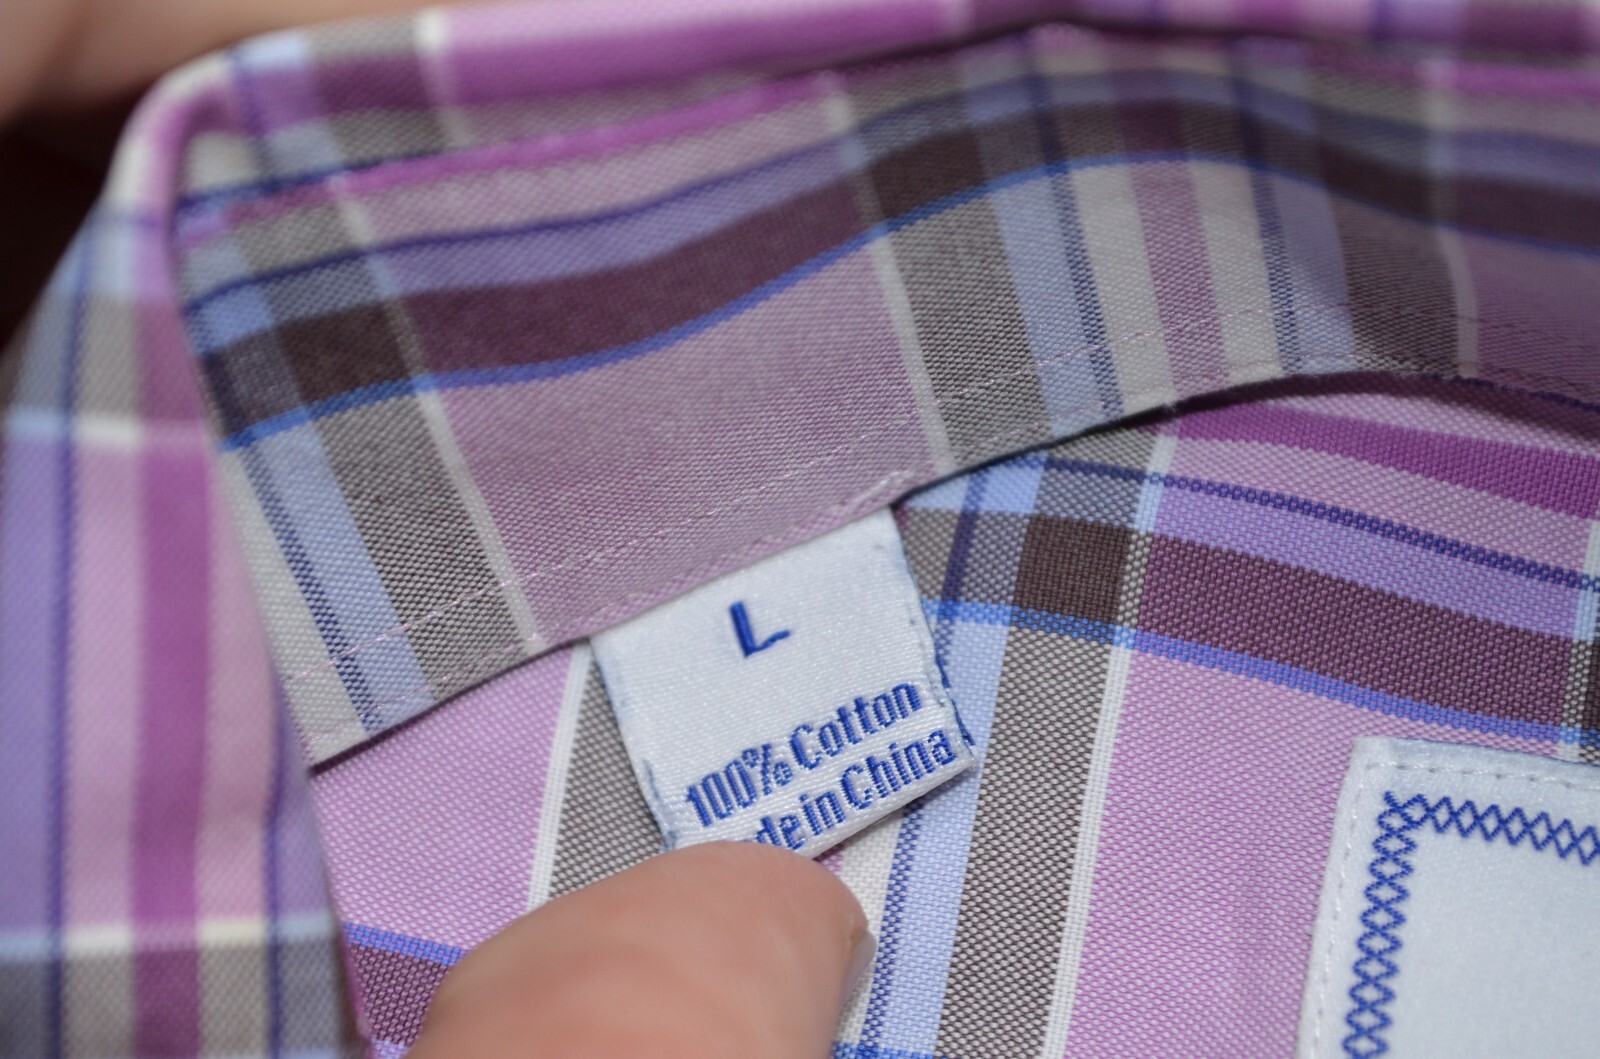 L
100% Cotton
de in China